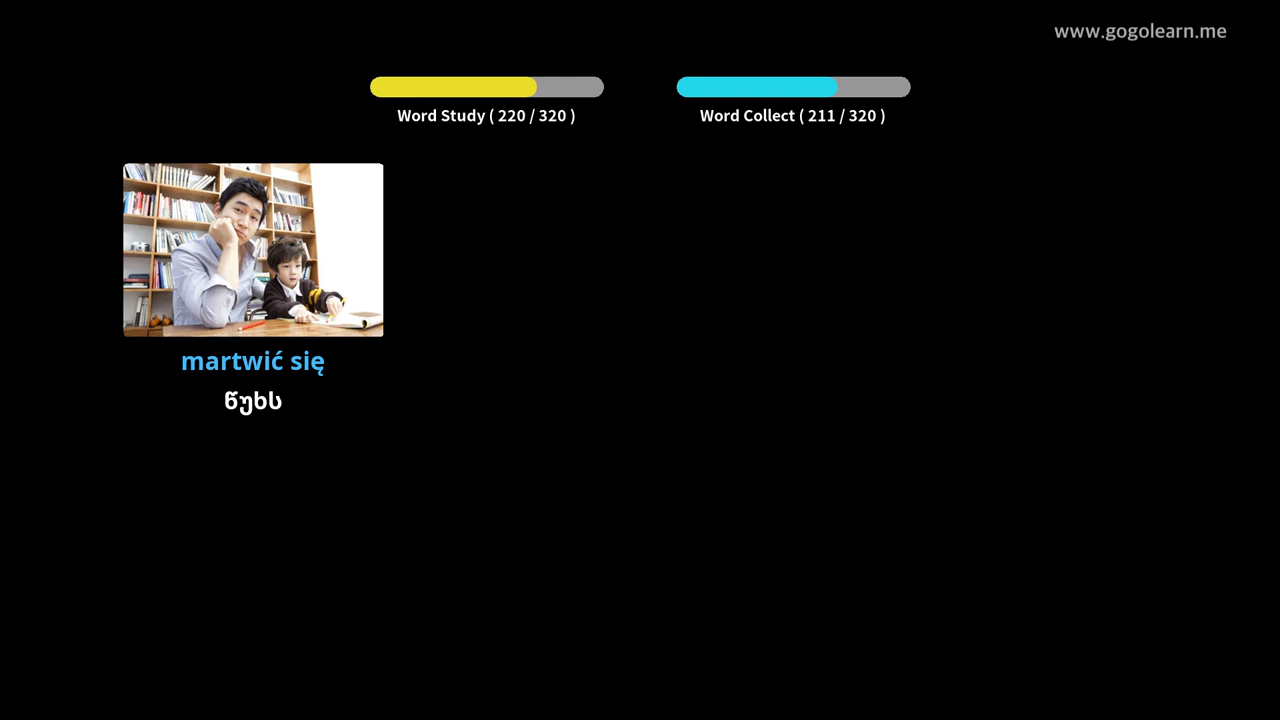 www.gogolearn.me
Word Study ( 220 / 320 )
Word Collect ( 211 / 320 )
martwić się
წუხს